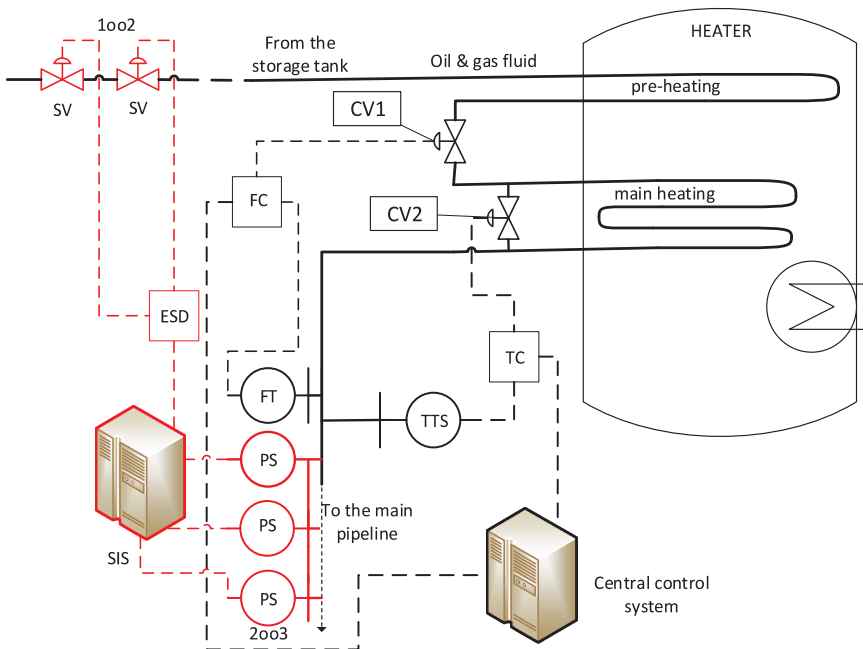 1oo2
HEATER
From the
storage tank
Oil & gas fluid
pre-heating
SV
SV
CV1
FC
main heating
CV2
ESD
TC
FT
TTS
PS
To the main
pipeline
PS
SIS
PS
2oo3
Central control
system